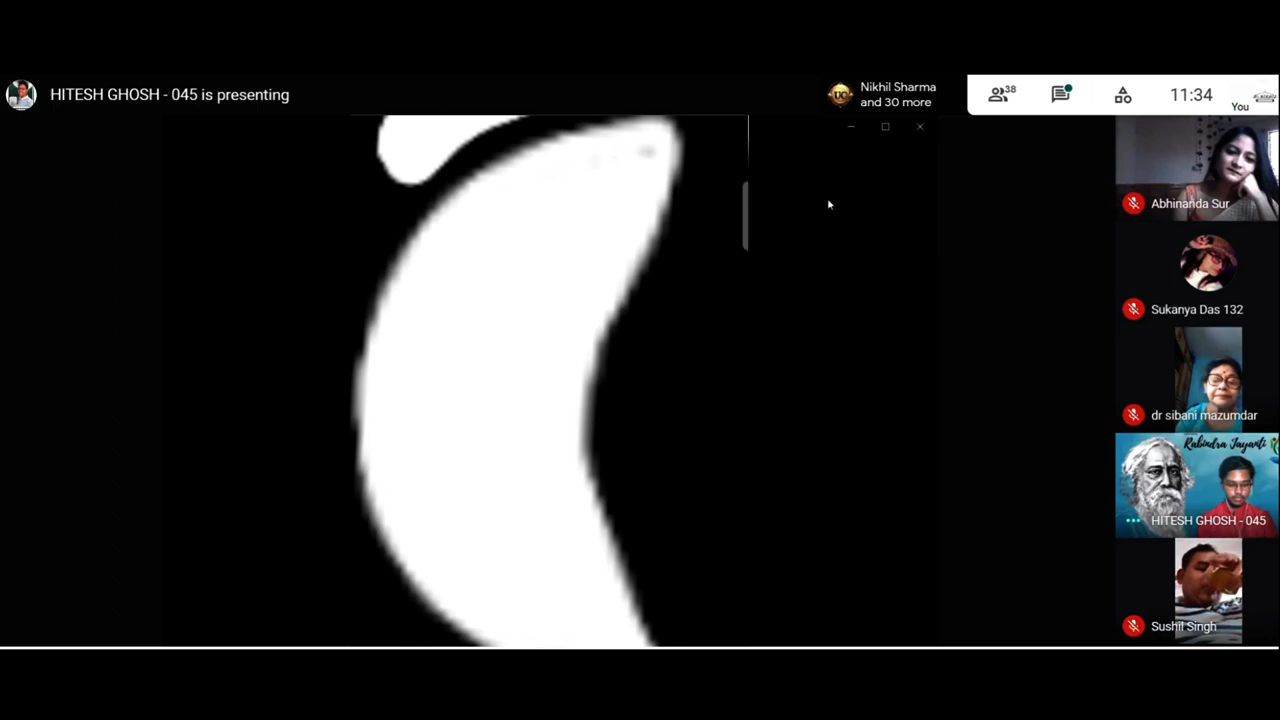 HITESH GHOSH - 045 is presenting
Nikhil Sharma
and 30 more
38
11:34
You
Abhinanda Sur
Sukanya Das 132
dr sibani mazumdar
Rabindra Jayanti
HITESH GHOSH - 045
Sushil Singh